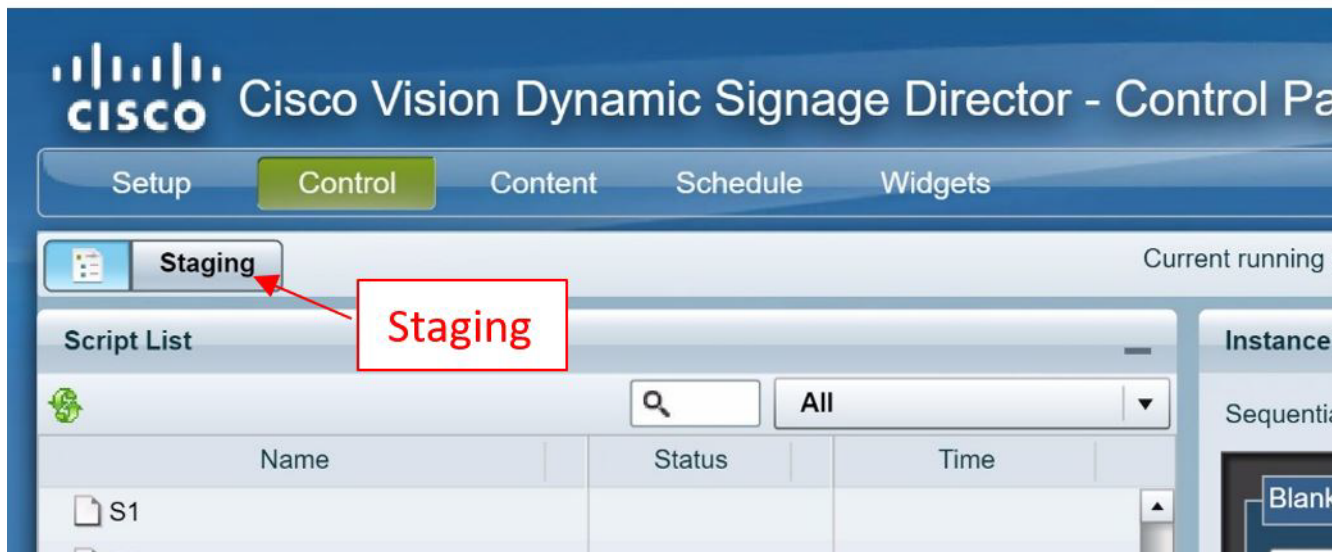 CISCO Cisco Vision Dynamic Signage Director - Control Pa
Setup Control Content Schedule Widgets
Staging Current running
Staging
Script List Instance
All Sequentia
Name Status Time
S1 Blank